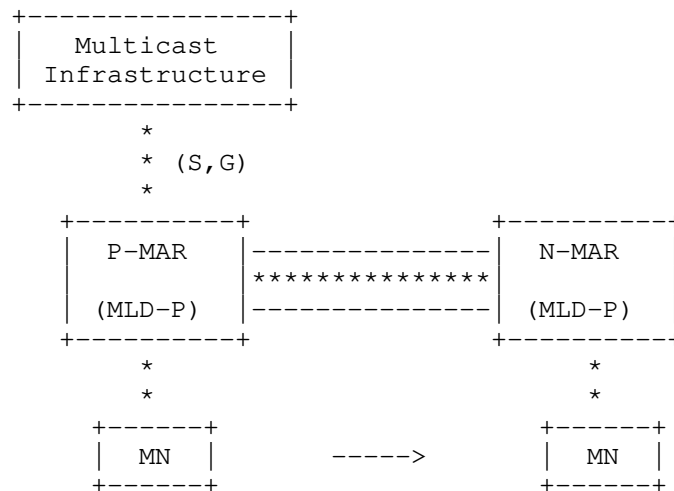 Multicast
Infrastructure
(S,G)
P-MAR N-MAR
(MLD-P) (MLD-P)
MN -----> MN